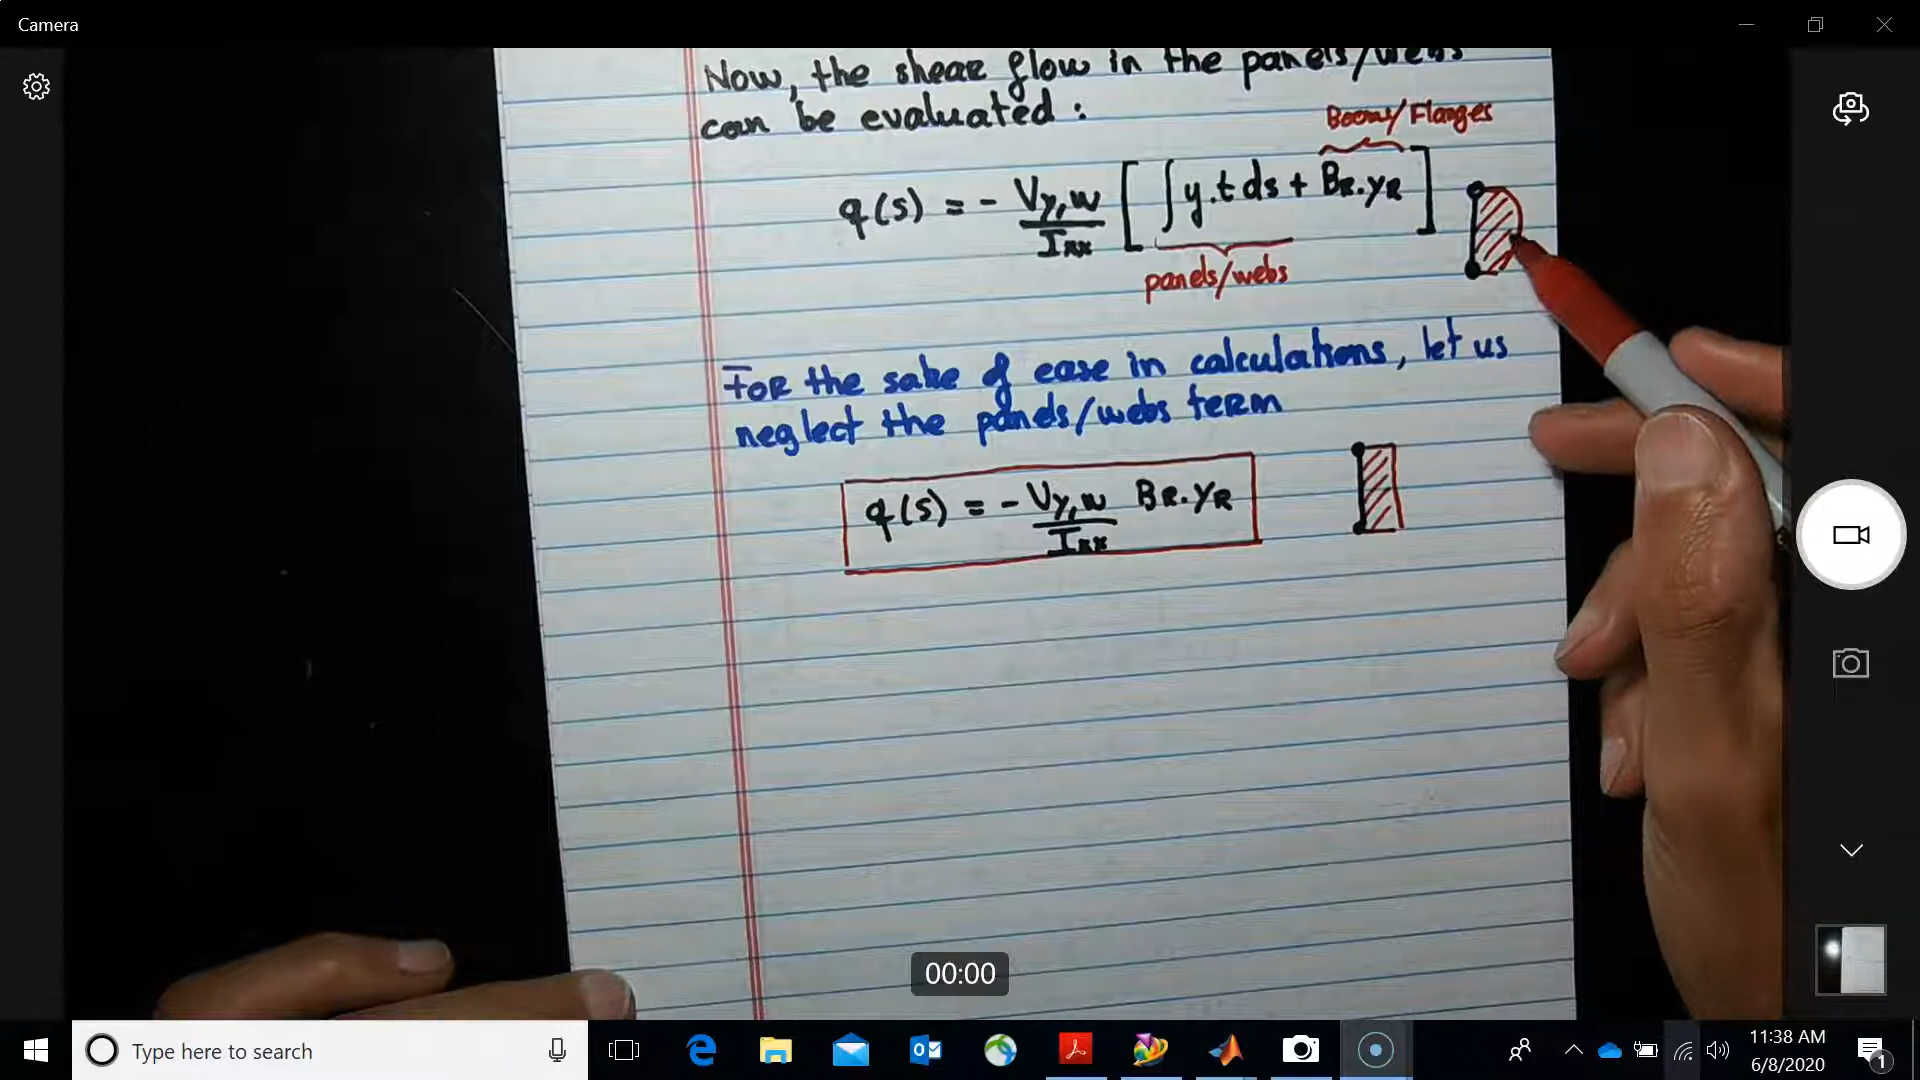 Camera
Now, the shear flow in the panels/webs
can be evaluated :
Booms/Flanges
q(s) = - Vy,w / Ixx [ ∫ y.t ds + BR.yR ]
panels/webs
For the sake of ease in calculations, let us
neglect the panels/webs term
q(s) = - Vy,w / Ixx BR.yR
00:00
Type here to search
11:38 AM
6/8/2020
1